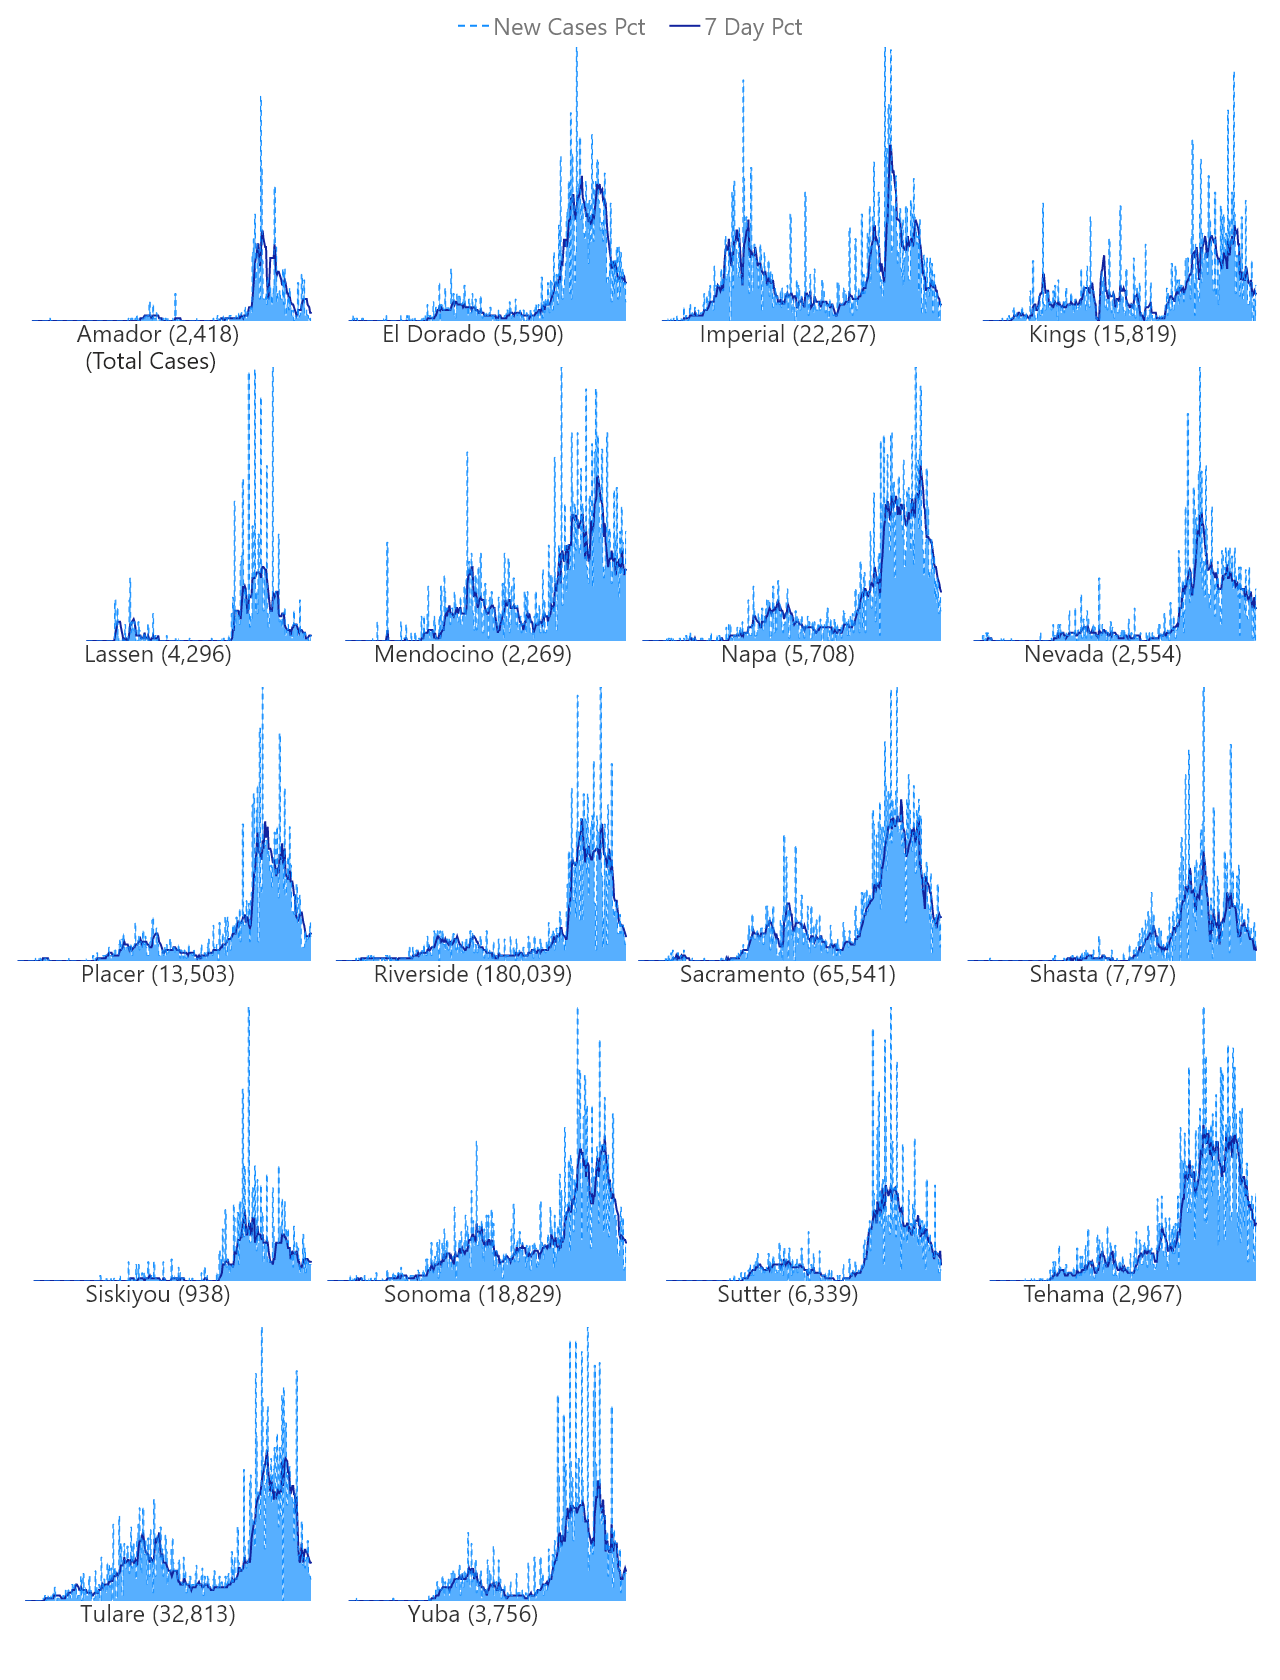 New Cases Pct 7 Day Pct
Amador (2,418) El Dorado (5,590) Imperial (22,267) Kings (15,819)
(Total Cases)
Lassen (4,296) Mendocino (2,269) Napa (5,708) Nevada (2,554)
Placer (13,503) Riverside (180,039) Sacramento (65,541) Shasta (7,797)
Siskiyou (938) Sonoma (18,829) Sutter (6,339) Tehama (2,967)
Tulare (32,813) Yuba (3,756)